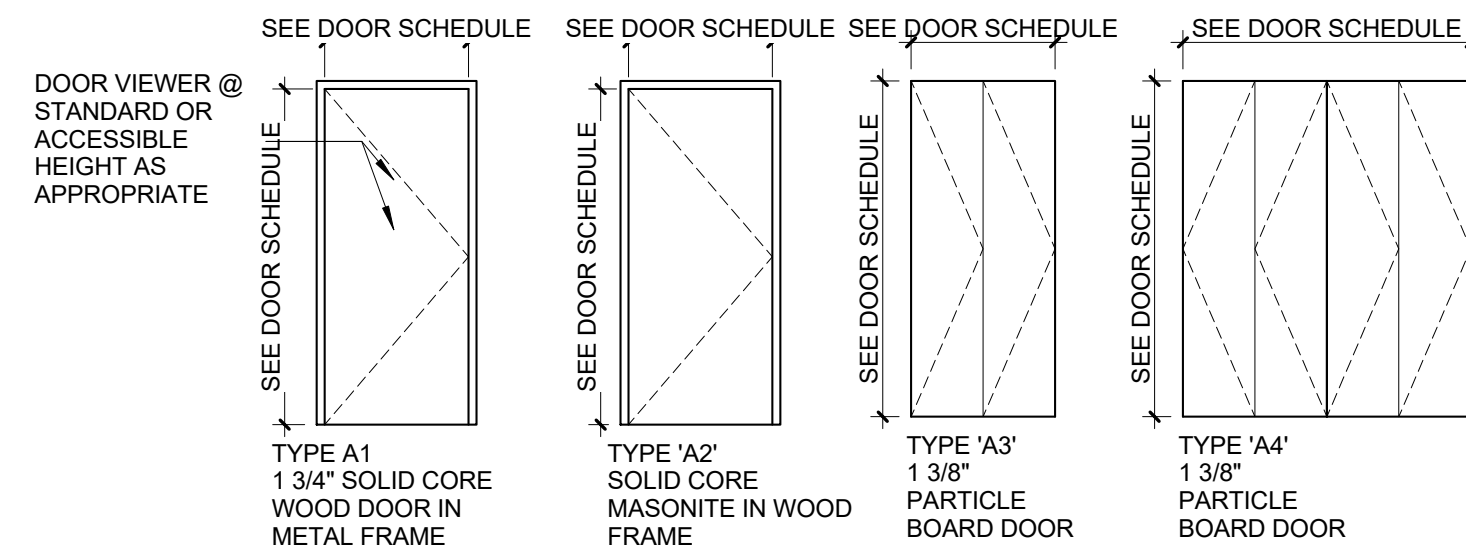 SEE DOOR SCHEDULE
SEE DOOR SCHEDULE
SEE DOOR SCHEDULE
SEE DOOR SCHEDULE
DOOR VIEWER @
STANDARD OR
ACCESSIBLE
HEIGHT AS
APPROPRIATE
SEE DOOR SCHEDULE
SEE DOOR SCHEDULE
SEE DOOR SCHEDULE
SEE DOOR SCHEDULE
TYPE A1
1 3/4" SOLID CORE
WOOD DOOR IN
METAL FRAME
TYPE 'A2'
SOLID CORE
MASONITE IN WOOD
FRAME
TYPE 'A3'
1 3/8"
PARTICLE
BOARD DOOR
TYPE 'A4'
1 3/8"
PARTICLE
BOARD DOOR